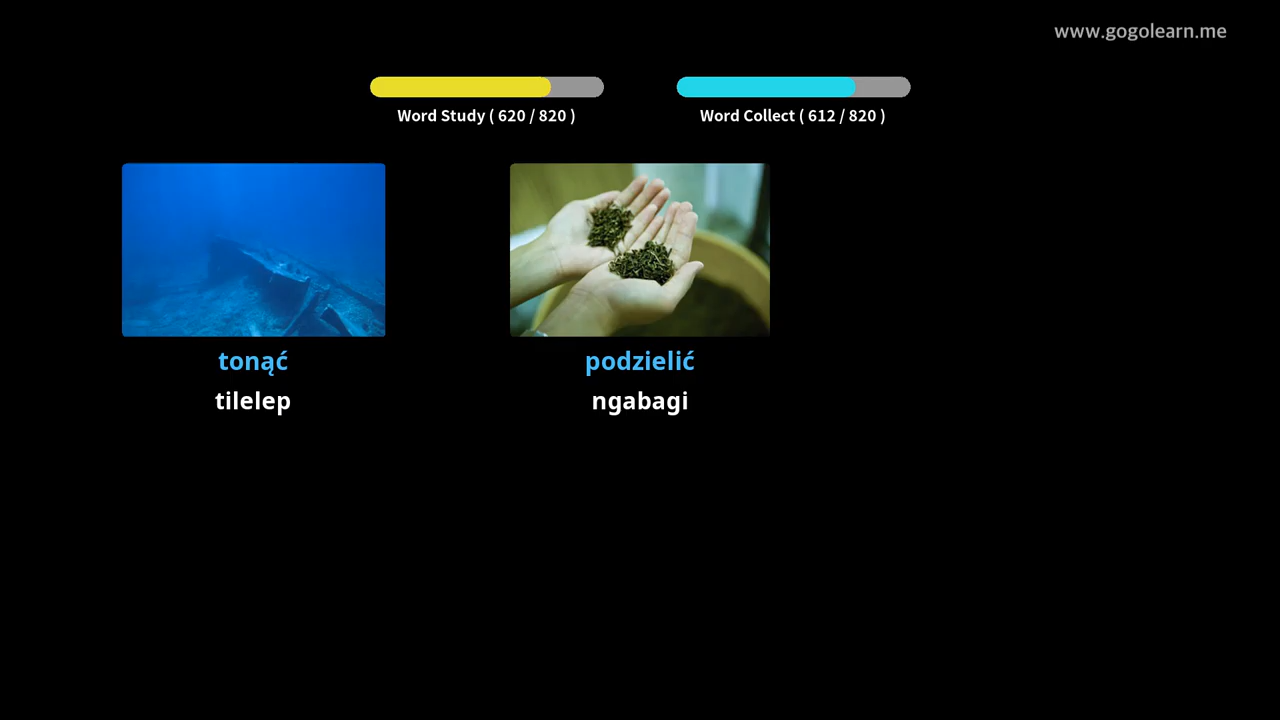 www.gogolearn.me
Word Study ( 620 / 820 )
Word Collect ( 612 / 820 )
tonąć
tilelep
podzielić
ngabagi